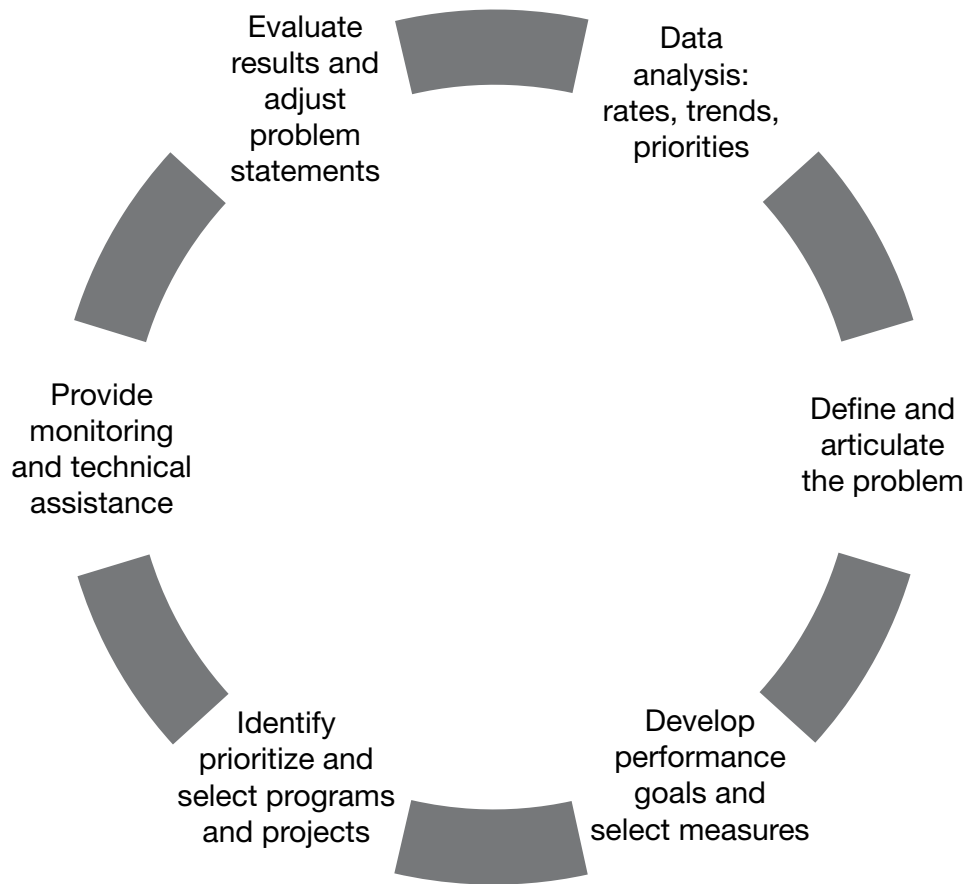 Evaluate
results and
adjust
problem
statements
Data
analysis:
rates, trends,
priorities
Define and
articulate
the problem
Develop
performance
goals and
select measures
Identify
prioritize and
select programs
and projects
Provide
monitoring
and technical
assistance